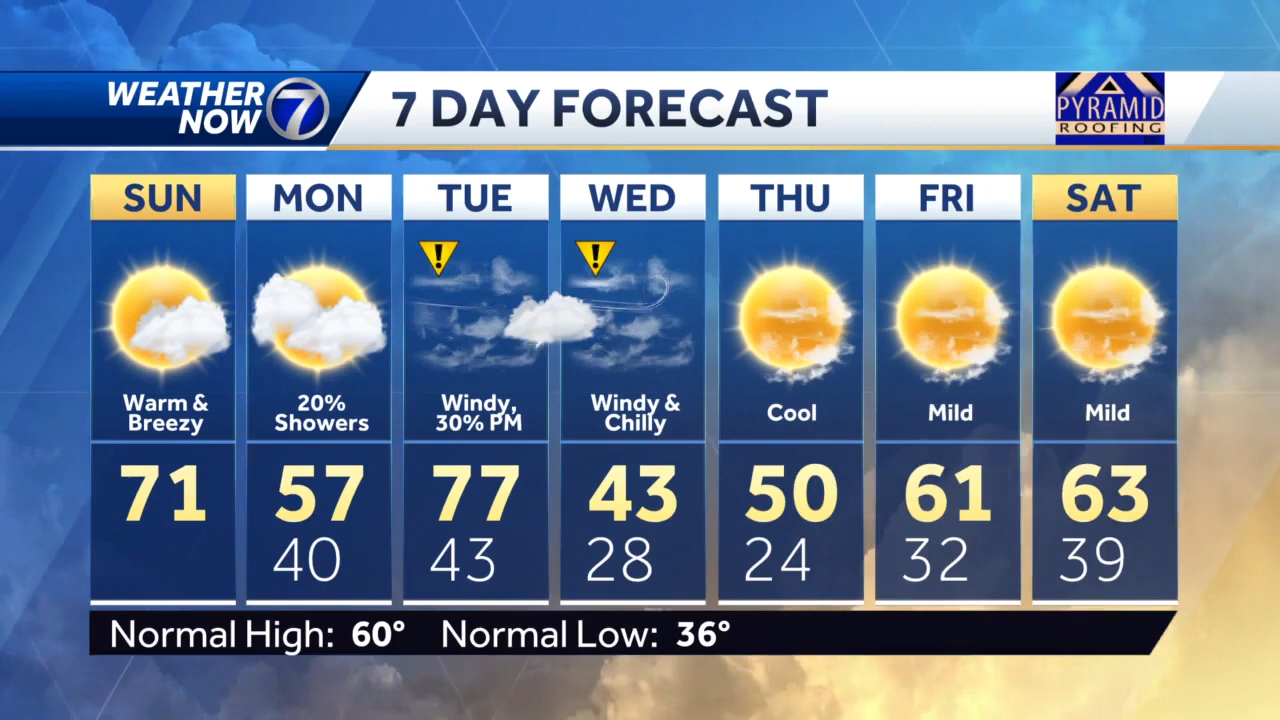 WEATHER
NOW
7
7 DAY FORECAST
PYRAMID
ROOFING
SUN MON TUE WED THU FRI SAT
! !
Warm &
Breezy
20%
Showers
Windy,
30% PM
Windy &
Chilly
Cool
Mild
Mild
71 57 77 43 50 61 63
40 43 28 24 32 39
Normal High: 60° Normal Low: 36°